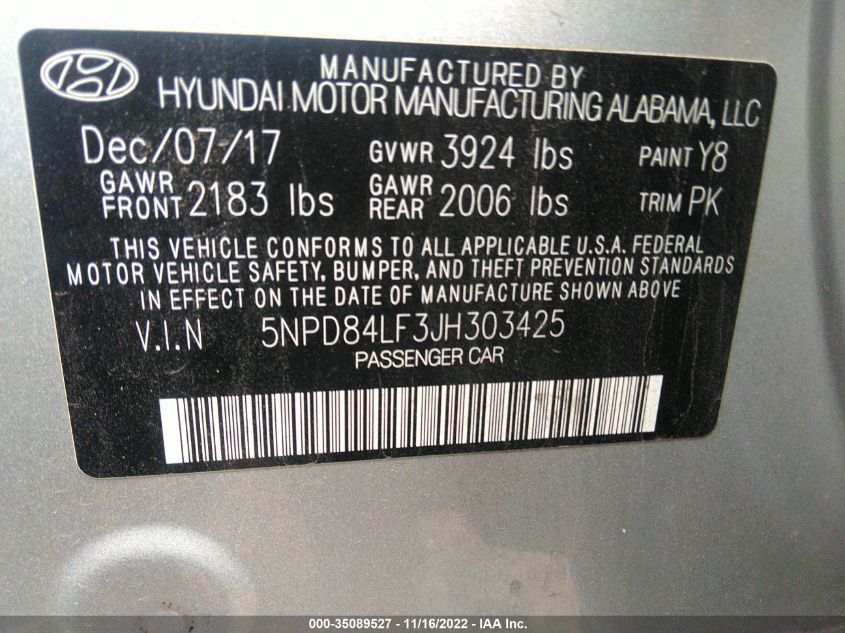 MANUFACTURED BY
HYUNDAI MOTOR MANUFACTURING ALABAMA, LLC
Dec/07/17 GVWR 3924 lbs PAINT Y8
GAWR FRONT 2183 lbs GAWR REAR 2006 lbs TRIM PK
THIS VEHICLE CONFORMS TO ALL APPLICABLE U.S.A. FEDERAL
MOTOR VEHICLE SAFETY, BUMPER, AND THEFT PREVENTION STANDARDS
IN EFFECT ON THE DATE OF MANUFACTURE SHOWN ABOVE
V.I.N 5NPD84LF3JH303425
PASSENGER CAR
000-35089527 - 11/16/2022 - IAA Inc.